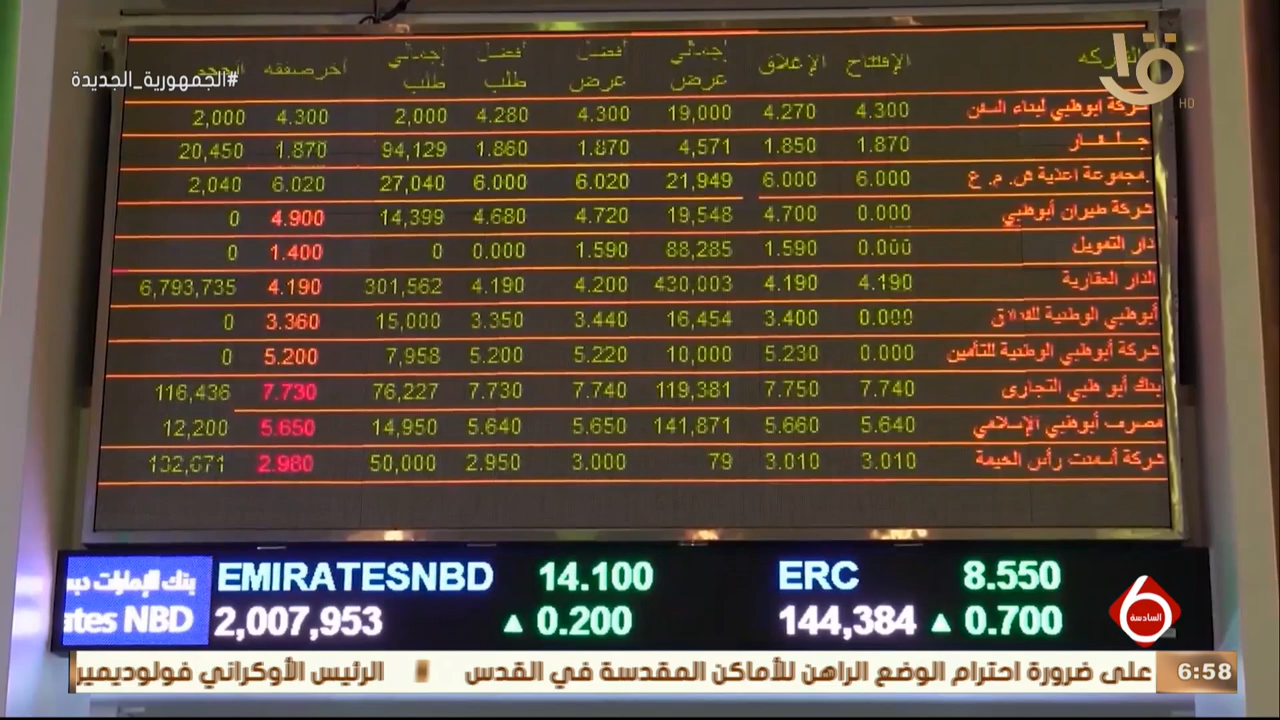 #الجمهورية_الجديدة
HD
الإفتتاح الإغلاق إجمالي عرض أفضل عرض أفضل طلب إجمالي طلب آخر صفقة
شركة أبوظبي لبناء السفن 4.300 4.270 19,000 4.300 4.280 2,000 4.300 2,000
جلفار 1.870 1.850 4,571 1.870 1.860 94,129 1.870 20,450
مجموعة اغذية ش. م. ع 6.000 6.000 21,949 6.020 6.000 27,040 6.020 2,040
شركة طيران أبوظبي 0.000 4.700 19,548 4.720 4.680 14,399 4.900 0
دار التمويل 0.000 1.590 88,285 1.590 0.000 0 1.400 0
الدار العقارية 4.190 4.190 430,003 4.200 4.190 301,562 4.190 6,793,735
أبوظبي الوطنية للفنادق 0.000 3.400 16,454 3.440 3.350 15,000 3.360 0
شركة أبوظبي الوطنية للتأمين 0.000 5.230 10,000 5.220 5.200 7,958 5.200 0
بنك أبو ظبي التجارى 7.740 7.750 119,381 7.740 7.730 76,227 7.730 116,436
مصرف أبوظبي الإسلامي 5.640 5.660 141,871 5.650 5.640 14,950 5.650 12,200
شركة أسمنت رأس الخيمة 3.010 3.010 79 3.000 2.950 50,000 2.980 132,671
بنك الإمارات دبي
EMIRATESNBD 14.100 ERC 8.550
ates NBD 2,007,953 ▲ 0.200 144,384 ▲ 0.700
السادسة
6:58 على ضرورة احترام الوضع الراهن للأماكن المقدسة في القدس الرئيس الأوكراني فولوديمير